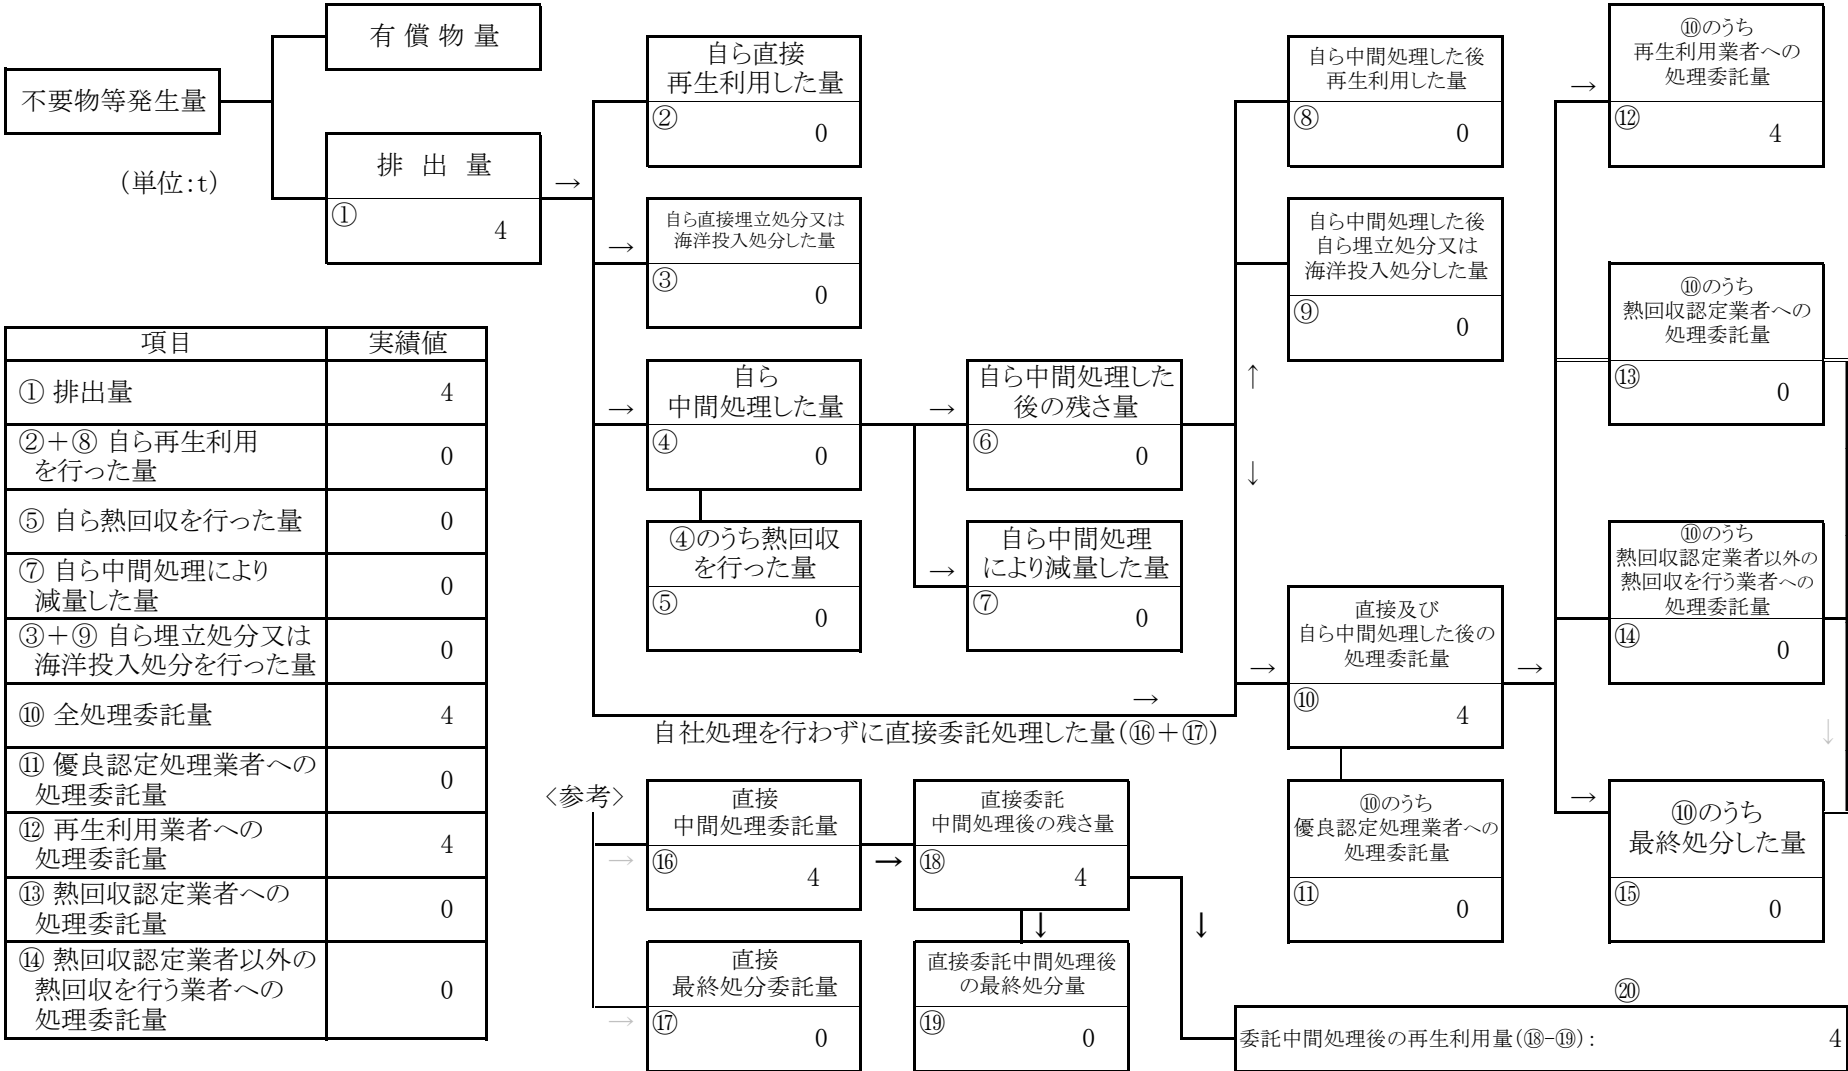 有 償 物 量
不要物等発生量
排 出 量
① 4
(単位:t)
→
自ら直接
再生利用した量
② 0
→
自ら直接埋立処分又は
海洋投入処分した量
③ 0
→
自ら
中間処理した量
④ 0
④のうち熱回収
を行った量
⑤ 0
→
自ら中間処理した
後の残さ量
⑥ 0
→
自ら中間処理
により減量した量
⑦ 0
↑
↓
自ら中間処理した後
再生利用した量
⑧ 0
自ら中間処理した後
自ら埋立処分又は
海洋投入処分した量
⑨ 0
→
自社処理を行わずに直接委託処理した量(⑯+⑰)
→
直接及び
自ら中間処理した後の
処理委託量
⑩ 4
→
⑩のうち
優良認定処理業者への
処理委託量
⑪ 0
→
⑩のうち
再生利用業者への
処理委託量
⑫ 4
⑩のうち
熱回収認定業者への
処理委託量
⑬ 0
⑩のうち
熱回収認定業者以外の
熱回収を行う業者への
処理委託量
⑭ 0
↓
→
⑩のうち
最終処分した量
⑮ 0
項目 実績値
① 排出量 4
②+⑧ 自ら再生利用
を行った量 0
⑤ 自ら熱回収を行った量 0
⑦ 自ら中間処理により
減量した量 0
③+⑨ 自ら埋立処分又は
海洋投入処分を行った量 0
⑩ 全処理委託量 4
⑪ 優良認定処理業者への
処理委託量 0
⑫ 再生利用業者への
処理委託量 4
⑬ 熱回収認定業者への
処理委託量 0
⑭ 熱回収認定業者以外の
熱回収を行う業者への
処理委託量 0
〈参考〉
→
直接
中間処理委託量
⑯ 4
→
直接委託
中間処理後の残さ量
⑱ 4
↓
↓
→
直接
最終処分委託量
⑰ 0
直接委託中間処理後
の最終処分量
⑲ 0
⑳
委託中間処理後の再生利用量(⑱-⑲): 4